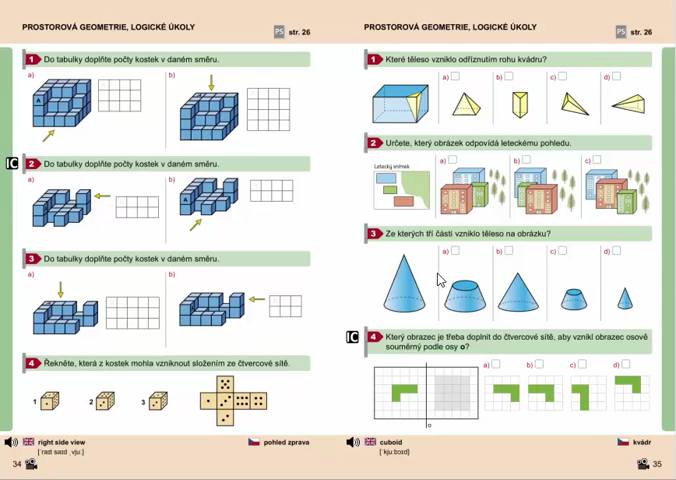 PROSTOROVÁ GEOMETRIE, LOGICKÉ ÚKOLY
PS str. 26
1 Do tabulky doplňte počty kostek v daném směru.
a)
b)
A
IC
2 Do tabulky doplňte počty kostek v daném směru.
a)
b)
A
3 Do tabulky doplňte počty kostek v daném směru.
a)
b)
4 Řekněte, která z kostek mohla vzniknout složením ze čtvercové sítě.
1
2
3
right side view
[ˈraɪt saɪd ˌvjuː]
pohled zprava
34
PROSTOROVÁ GEOMETRIE, LOGICKÉ ÚKOLY
PS str. 26
1 Které těleso vzniklo odříznutím rohu kvádru?
a)
b)
c)
d)
2 Určete, který obrázek odpovídá leteckému pohledu.
Letecký snímek
a)
b)
c)
3 Ze kterých tří částí vzniklo těleso na obrázku?
a)
b)
c)
d)
IC
4 Který obrazec je třeba doplnit do čtvercové sítě, aby vznikl obrazec osově
souměrný podle osy o?
a)
b)
c)
d)
o
cuboid
[ˈkjuːbɔɪd]
kvádr
35